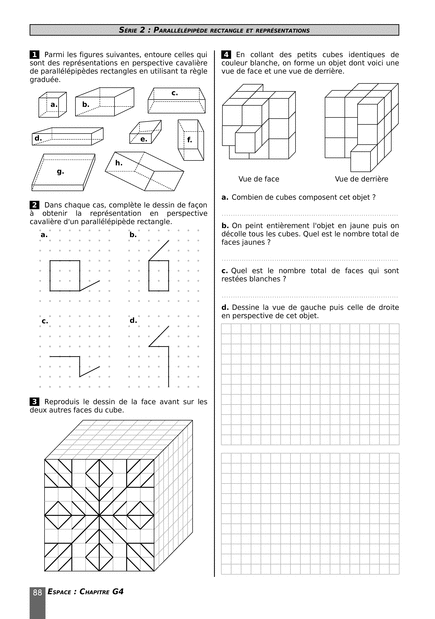 Série 2 : Parallélépipède rectangle et représentations
1 Parmi les figures suivantes, entoure celles qui
sont des représentations en perspective cavalière
de parallélépipèdes rectangles en utilisant ta règle
graduée.
a.
b.
c.
d.
e.
f.
g.
h.
2 Dans chaque cas, complète le dessin de façon
à obtenir la représentation en perspective
cavalière d'un parallélépipède rectangle.
a.
b.
c.
d.
3 Reproduis le dessin de la face avant sur les
deux autres faces du cube.
4 En collant des petits cubes identiques de
couleur blanche, on forme un objet dont voici une
vue de face et une vue de derrière.
Vue de face
Vue de derrière
a. Combien de cubes composent cet objet ?
b. On peint entièrement l'objet en jaune puis on
décolle tous les cubes. Quel est le nombre total de
faces jaunes ?
c. Quel est le nombre total de faces qui sont
restées blanches ?
d. Dessine la vue de gauche puis celle de droite
en perspective de cet objet.
88 Espace : Chapitre G4